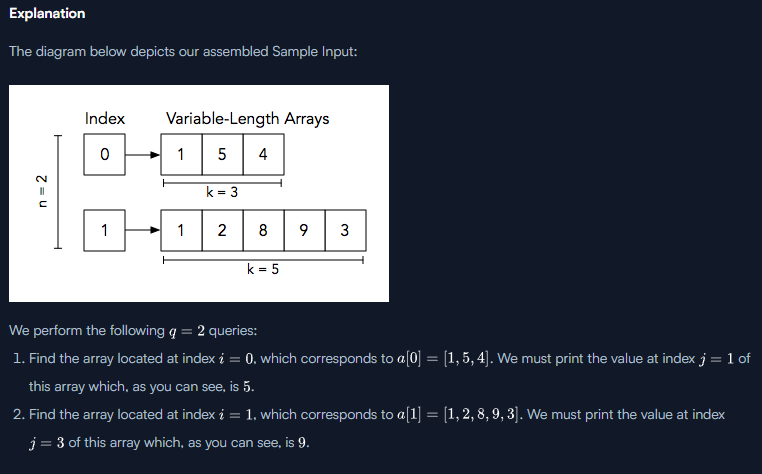 Explanation
The diagram below depicts our assembled Sample Input:
Index Variable-Length Arrays
n = 2
0 1 5 4
k = 3
1 1 2 8 9 3
k = 5
We perform the following q = 2 queries:
1. Find the array located at index i = 0, which corresponds to a[0] = [1, 5, 4]. We must print the value at index j = 1 of
this array which, as you can see, is 5.
2. Find the array located at index i = 1, which corresponds to a[1] = [1, 2, 8, 9, 3]. We must print the value at index
j = 3 of this array which, as you can see, is 9.